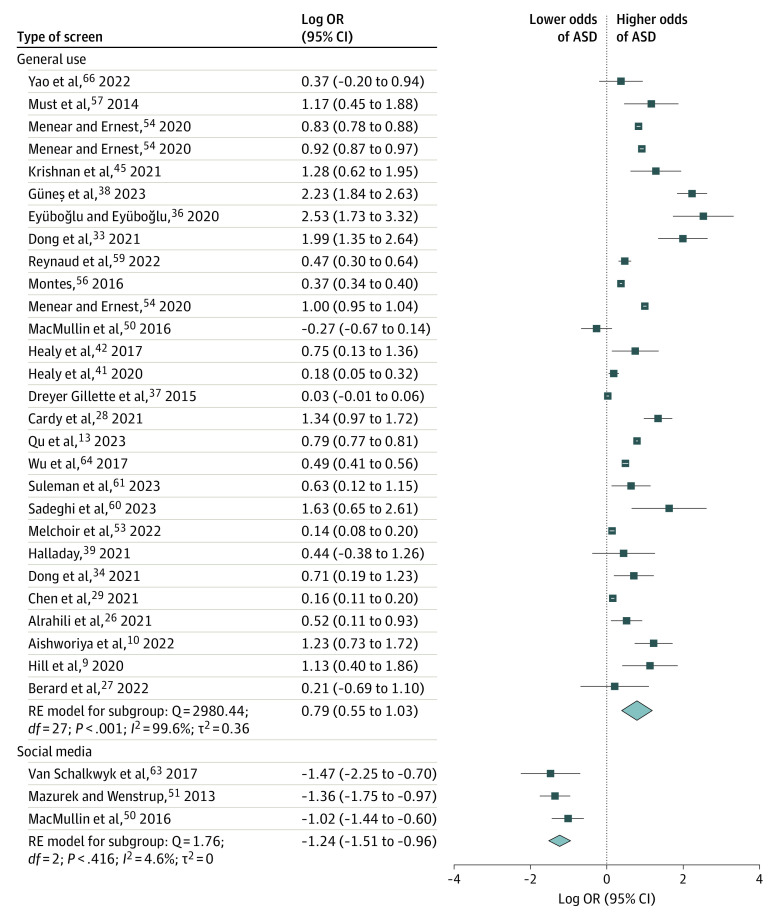 Type of screen Log OR (95% CI) Lower odds of ASD Higher odds of ASD
General use
Yao et al,66 2022 0.37 (-0.20 to 0.94)
Must et al,57 2014 1.17 (0.45 to 1.88)
Menear and Ernest,54 2020 0.83 (0.78 to 0.88)
Menear and Ernest,54 2020 0.92 (0.87 to 0.97)
Krishnan et al,45 2021 1.28 (0.62 to 1.95)
Güneş et al,38 2023 2.23 (1.84 to 2.63)
Eyüboğlu and Eyüboğlu,36 2020 2.53 (1.73 to 3.32)
Dong et al,33 2021 1.99 (1.35 to 2.64)
Reynaud et al,59 2022 0.47 (0.30 to 0.64)
Montes,56 2016 0.37 (0.34 to 0.40)
Menear and Ernest,54 2020 1.00 (0.95 to 1.04)
MacMullin et al,50 2016 -0.27 (-0.67 to 0.14)
Healy et al,42 2017 0.75 (0.13 to 1.36)
Healy et al,41 2020 0.18 (0.05 to 0.32)
Dreyer Gillette et al,37 2015 0.03 (-0.01 to 0.06)
Cardy et al,28 2021 1.34 (0.97 to 1.72)
Qu et al,13 2023 0.79 (0.77 to 0.81)
Wu et al,64 2017 0.49 (0.41 to 0.56)
Suleman et al,61 2023 0.63 (0.12 to 1.15)
Sadeghi et al,60 2023 1.63 (0.65 to 2.61)
Melchoir et al,53 2022 0.14 (0.08 to 0.20)
Halladay,39 2021 0.44 (-0.38 to 1.26)
Dong et al,34 2021 0.71 (0.19 to 1.23)
Chen et al,29 2021 0.16 (0.11 to 0.20)
Alrahili et al,26 2021 0.52 (0.11 to 0.93)
Aishworiya et al,10 2022 1.23 (0.73 to 1.72)
Hill et al,9 2020 1.13 (0.40 to 1.86)
Berard et al,27 2022 0.21 (-0.69 to 1.10)
RE model for subgroup: Q=2980.44; 0.79 (0.55 to 1.03)
df=27; P<.001; I2=99.6%; τ2=0.36
Social media
Van Schalkwyk et al,63 2017 -1.47 (-2.25 to -0.70)
Mazurek and Wenstrup,51 2013 -1.36 (-1.75 to -0.97)
MacMullin et al,50 2016 -1.02 (-1.44 to -0.60)
RE model for subgroup: Q=1.76; -1.24 (-1.51 to -0.96)
df=2; P<.416; I2=4.6%; τ2=0
-4 -2 0 2 4
Log OR (95% CI)